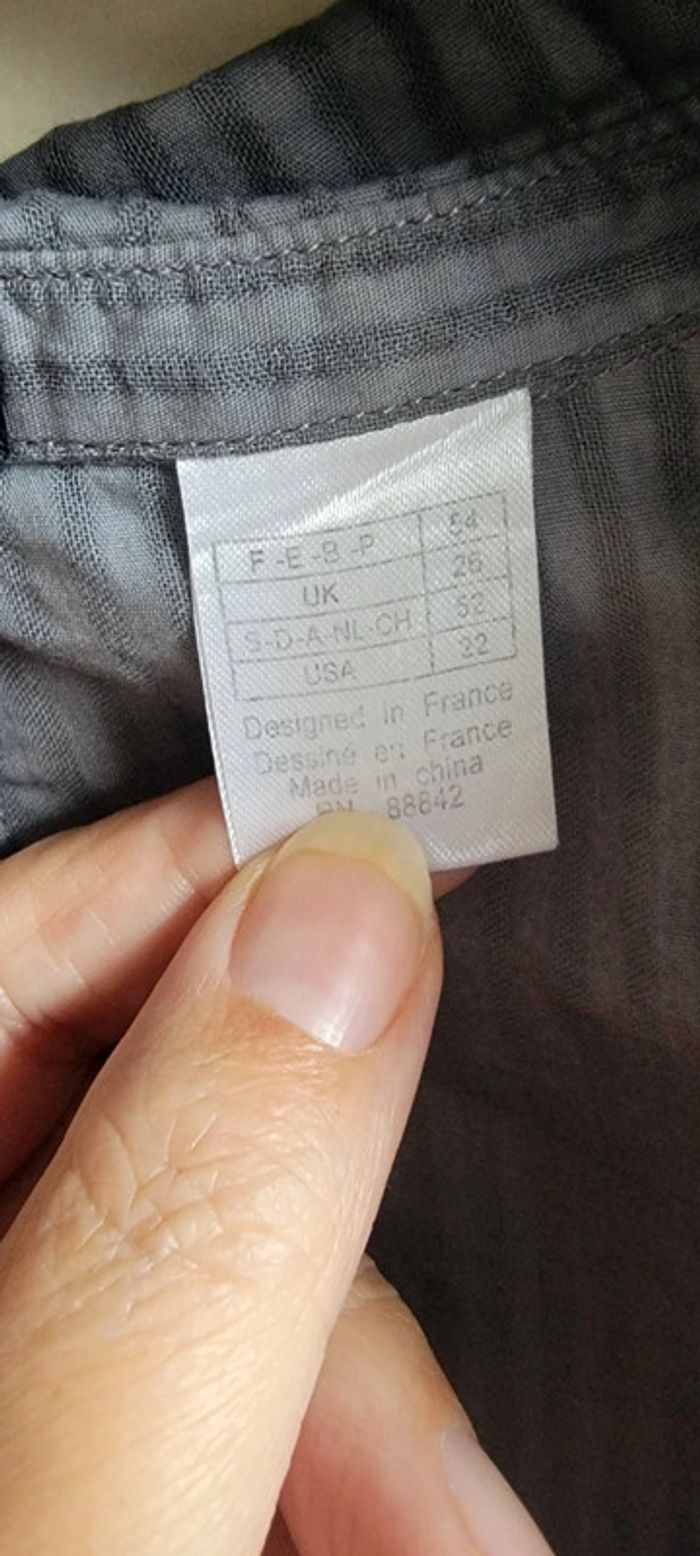 F-E-B-P 54
UK 26
S-D-A-NL-CH 52
USA 22
Designed in France
Dessiné en France
Made in china
RN 88842